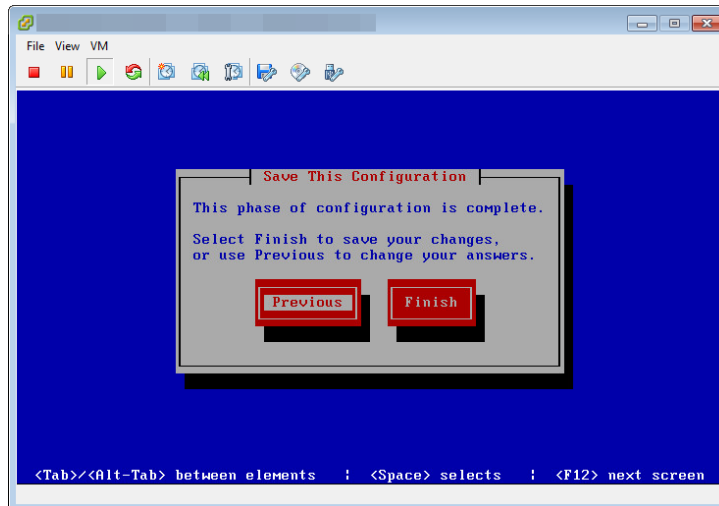 File View VM
Save This Configuration
This phase of configuration is complete.
Select Finish to save your changes,
or use Previous to change your answers.
Previous Finish
<Tab>/<Alt-Tab> between elements ¦ <Space> selects ¦ <F12> next screen